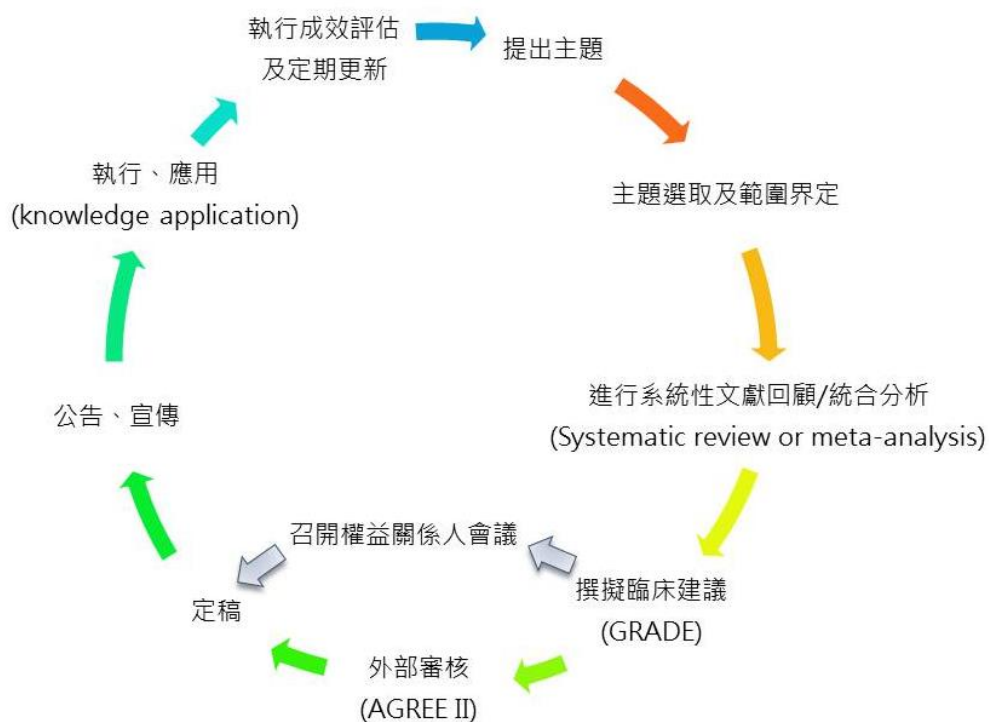 執行成效評估
及定期更新
提出主題
主題選取及範圍界定
進行系統性文獻回顧/統合分析
(Systematic review or meta-analysis)
撰擬臨床建議
(GRADE)
召開權益關係人會議
外部審核
(AGREE II)
定稿
公告、宣傳
執行、應用
(knowledge application)